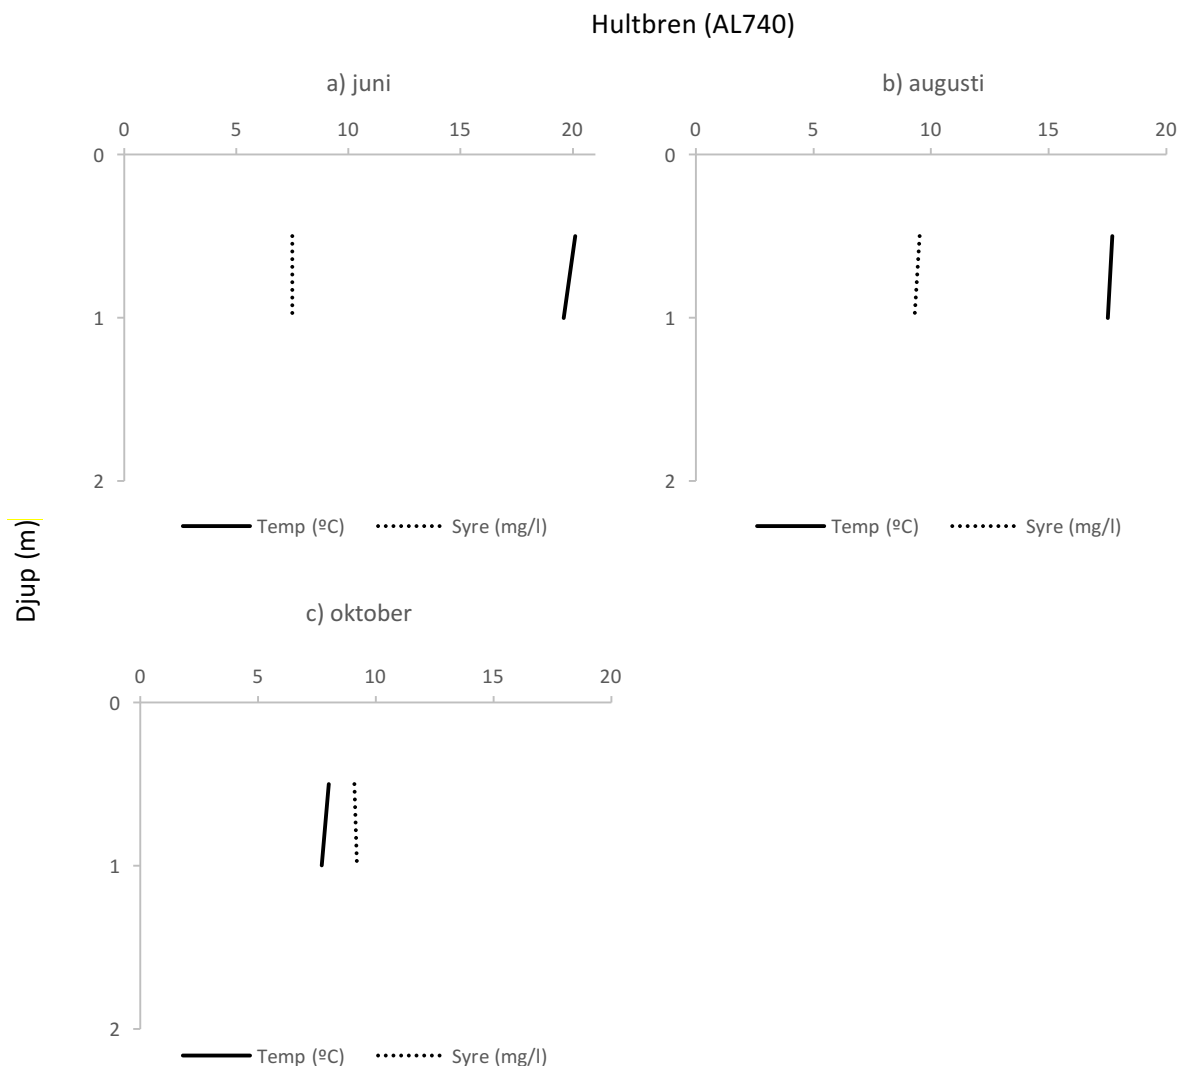 Hultbren (AL740)
a) juni
0 5 10 15 20
0
1
2
Temp (ºC) Syre (mg/l)
b) augusti
0 5 10 15 20
0
1
2
Temp (ºC) Syre (mg/l)
Djup (m)
c) oktober
0 5 10 15 20
0
1
2
Temp (ºC) Syre (mg/l)